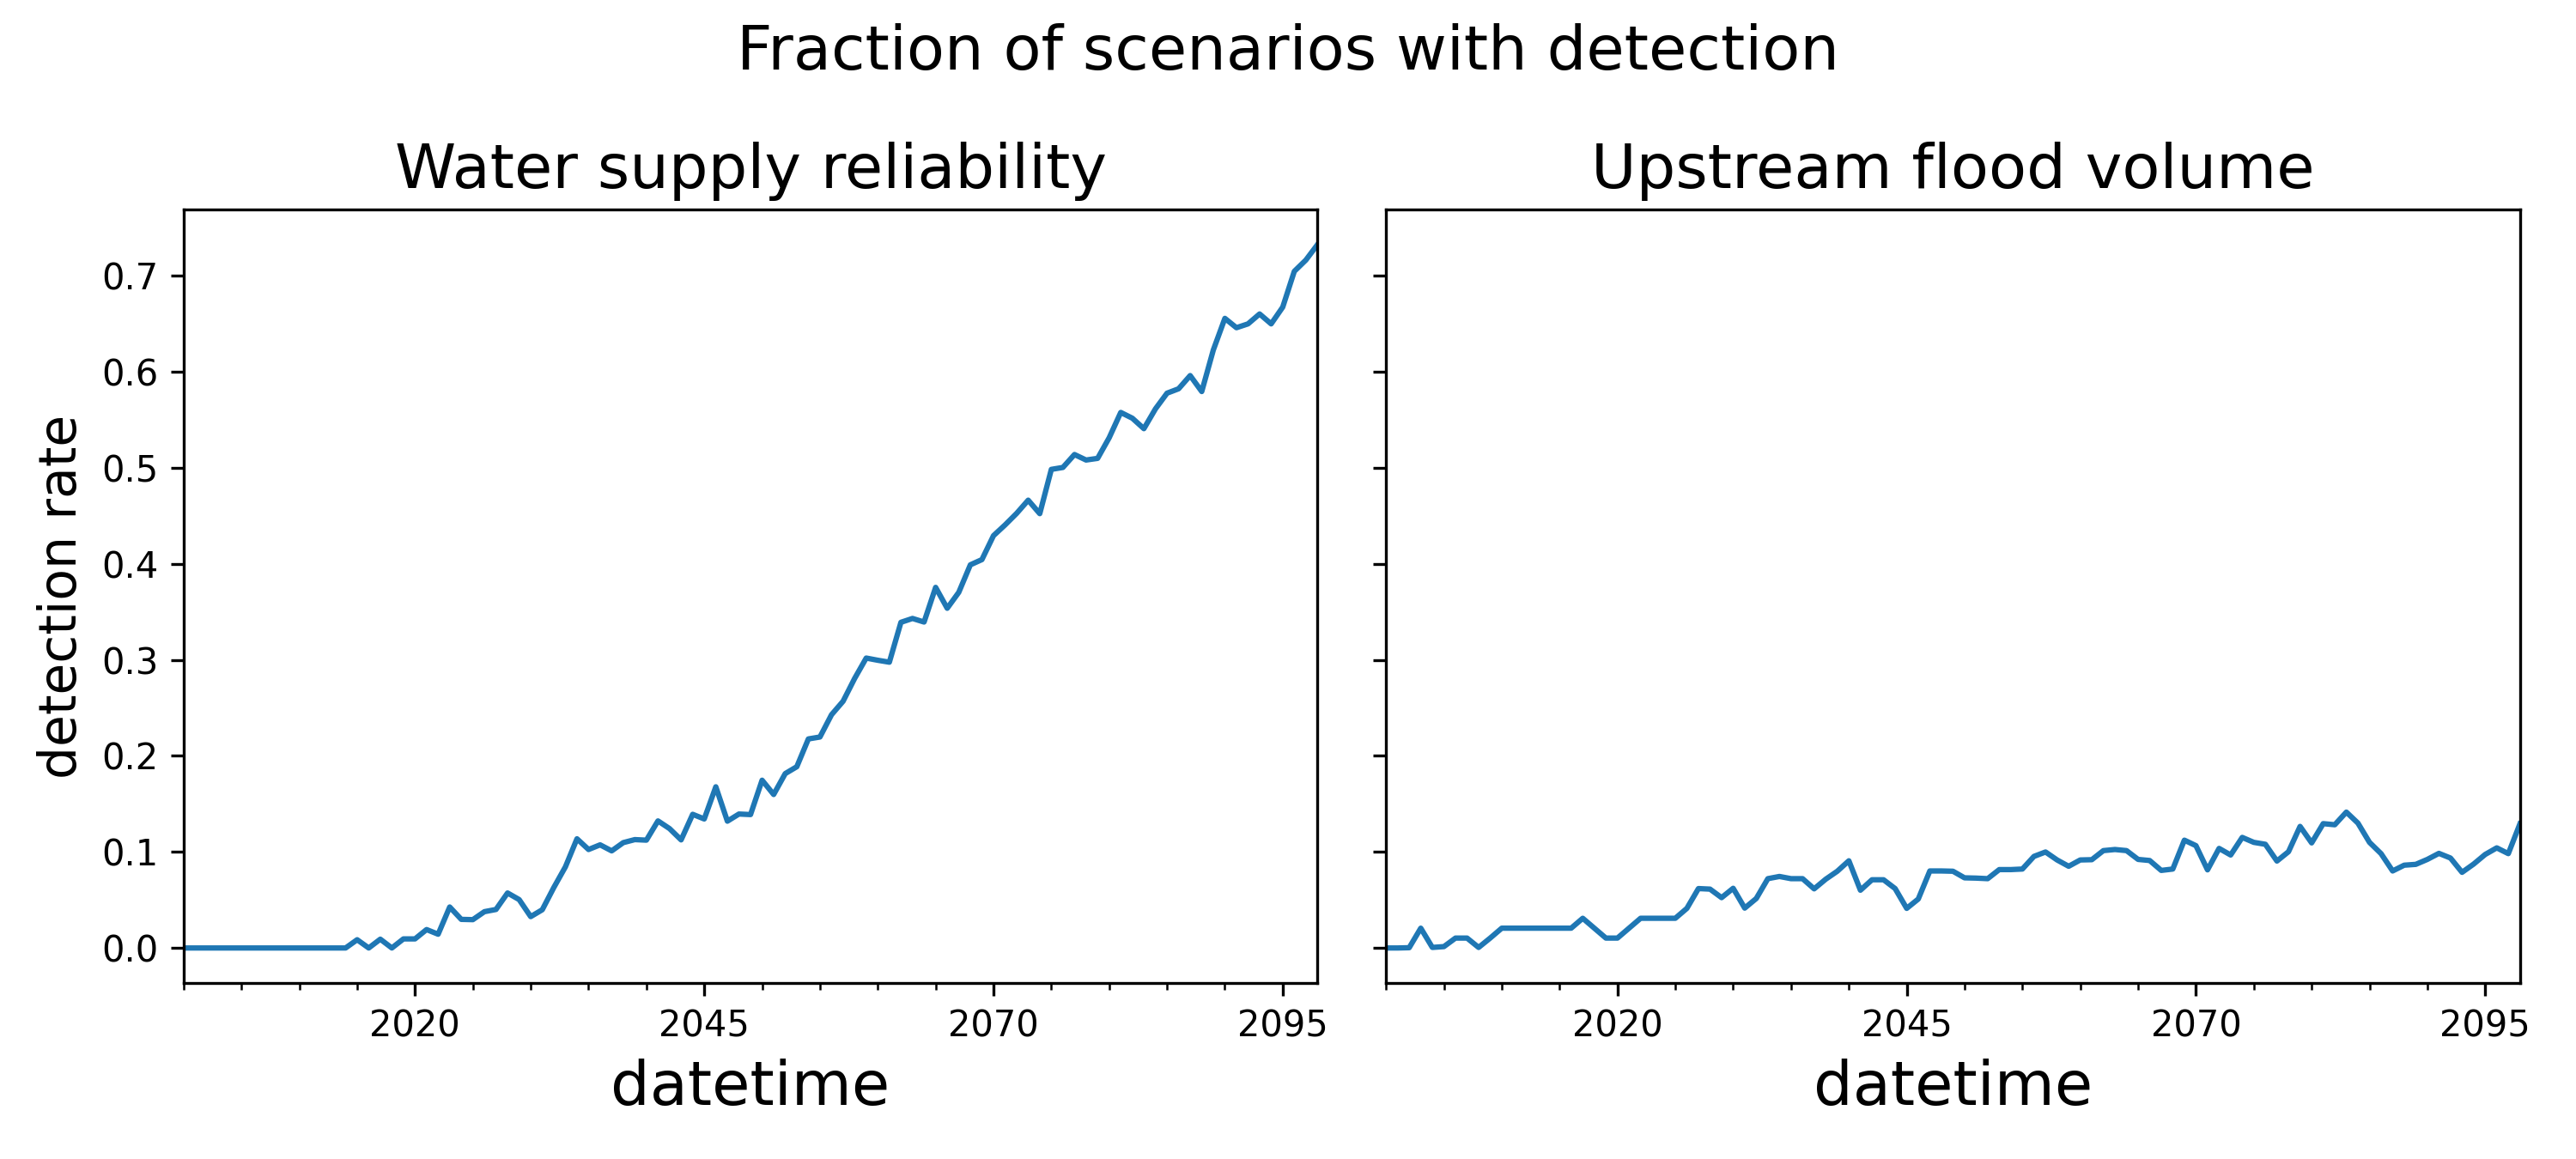 Fraction of scenarios with detection
Water supply reliability
Upstream flood volume
detection rate
0.7
0.6
0.5
0.4
0.3
0.2
0.1
0.0
2020 2045 2070 2095
datetime
2020 2045 2070 2095
datetime